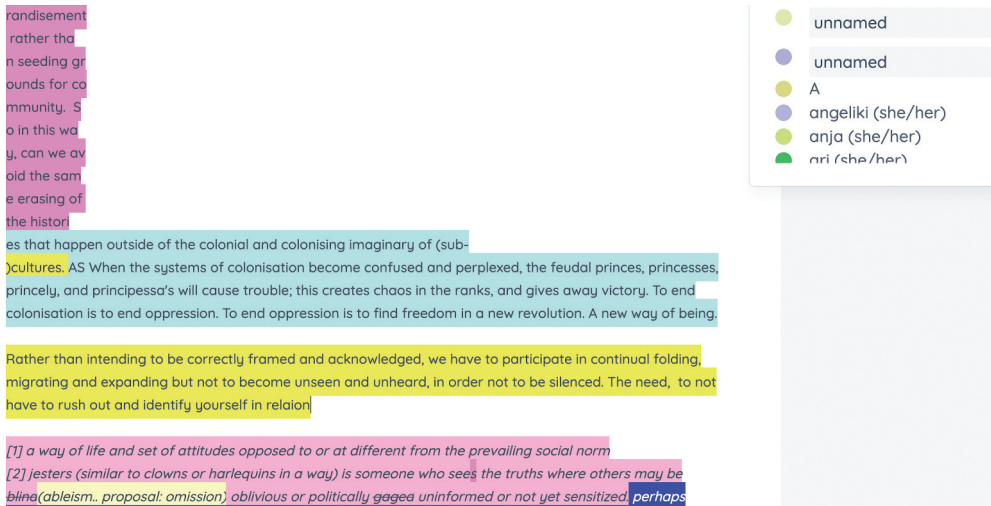 randisement
rather tha
n seeding gr
ounds for co
mmunity. S
o in this wa
y, can we av
oid the sam
e erasing of
the histori
es that happen outside of the colonial and colonising imaginary of (sub-
)cultures. AS When the systems of colonisation become confused and perplexed, the feudal princes, princesses,
princely, and principessa's will cause trouble; this creates chaos in the ranks, and gives away victory. To end
colonisation is to end oppression. To end oppression is to find freedom in a new revolution. A new way of being.
Rather than intending to be correctly framed and acknowledged, we have to participate in continual folding,
migrating and expanding but not to become unseen and unheard, in order not to be silenced. The need, to not
have to rush out and identify yourself in relaion
[1] a way of life and set of attitudes opposed to or at different from the prevailing social norm
[2] jesters (similar to clowns or harlequins in a way) is someone who sees the truths where others may be
blind(ableism.. proposal: omission) oblivious or politically gaged uninformed or not yet sensitized. perhaps
unnamed
unnamed
A
angeliki (she/her)
anja (she/her)
ari (she/her)